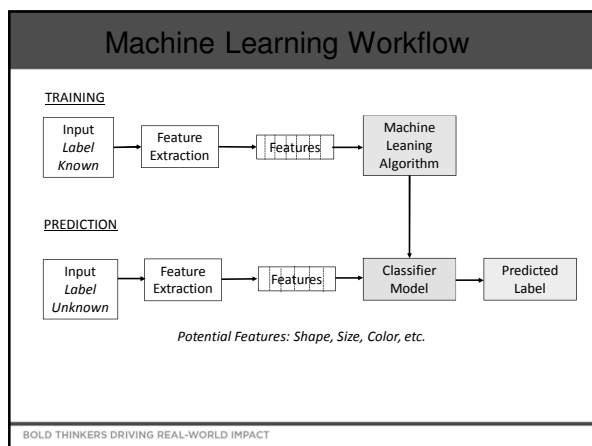 Machine Learning Workflow
TRAINING
Input
Label
Known
Feature
Extraction
Features
Machine
Leaning
Algorithm
PREDICTION
Input
Label
Unknown
Feature
Extraction
Features
Classifier
Model
Predicted
Label
Potential Features: Shape, Size, Color, etc.
BOLD THINKERS DRIVING REAL-WORLD IMPACT